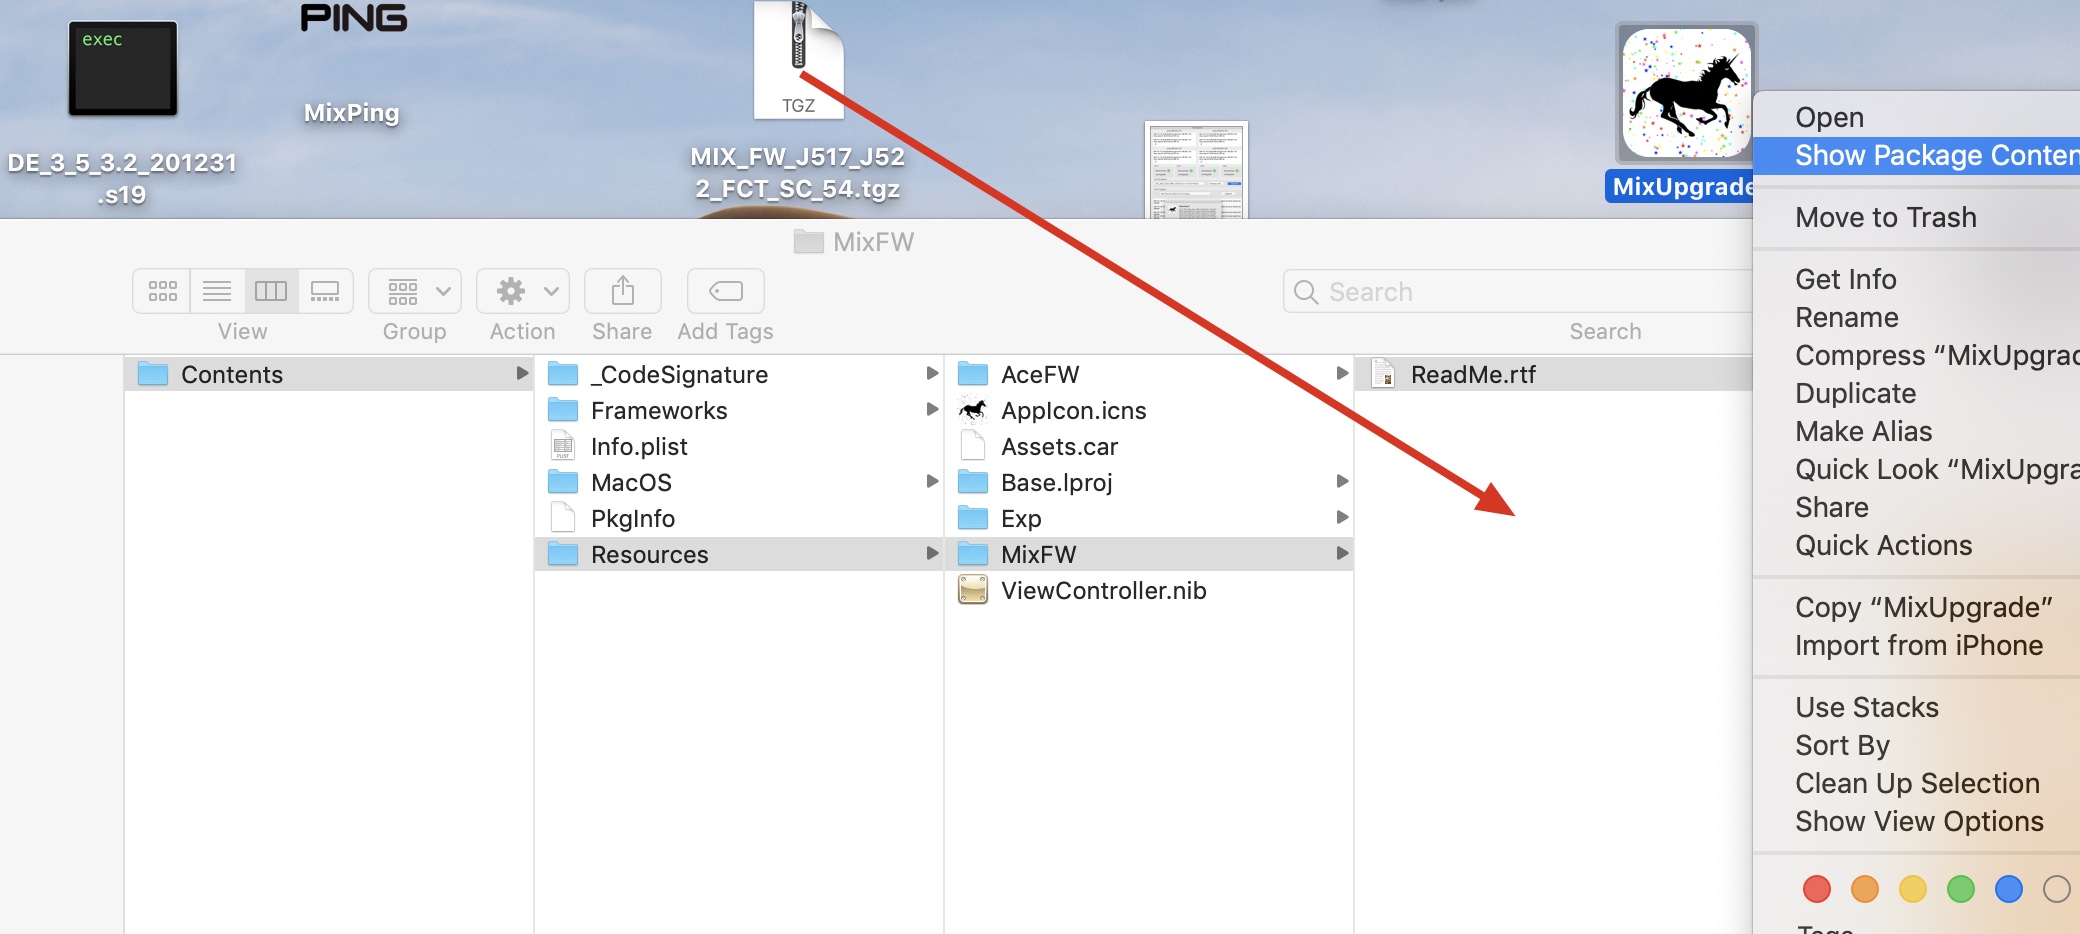 exec
PING
MixPing
TGZ
DE_3_5_3.2_201231
.s19
MIX_FW_J517_J52
2_FCT_SC_54.tgz
MixUpgrade
MixFW
View
Group
Action
Share
Add Tags
Search
Search
Contents
_CodeSignature
Frameworks
Info.plist
MacOS
PkgInfo
Resources
AceFW
AppIcon.icns
Assets.car
Base.lproj
Exp
MixFW
ViewController.nib
ReadMe.rtf
Open
Show Package Conten
Move to Trash
Get Info
Rename
Compress “MixUpgrad
Duplicate
Make Alias
Quick Look “MixUpgra
Share
Quick Actions
Copy “MixUpgrade”
Import from iPhone
Use Stacks
Sort By
Clean Up Selection
Show View Options